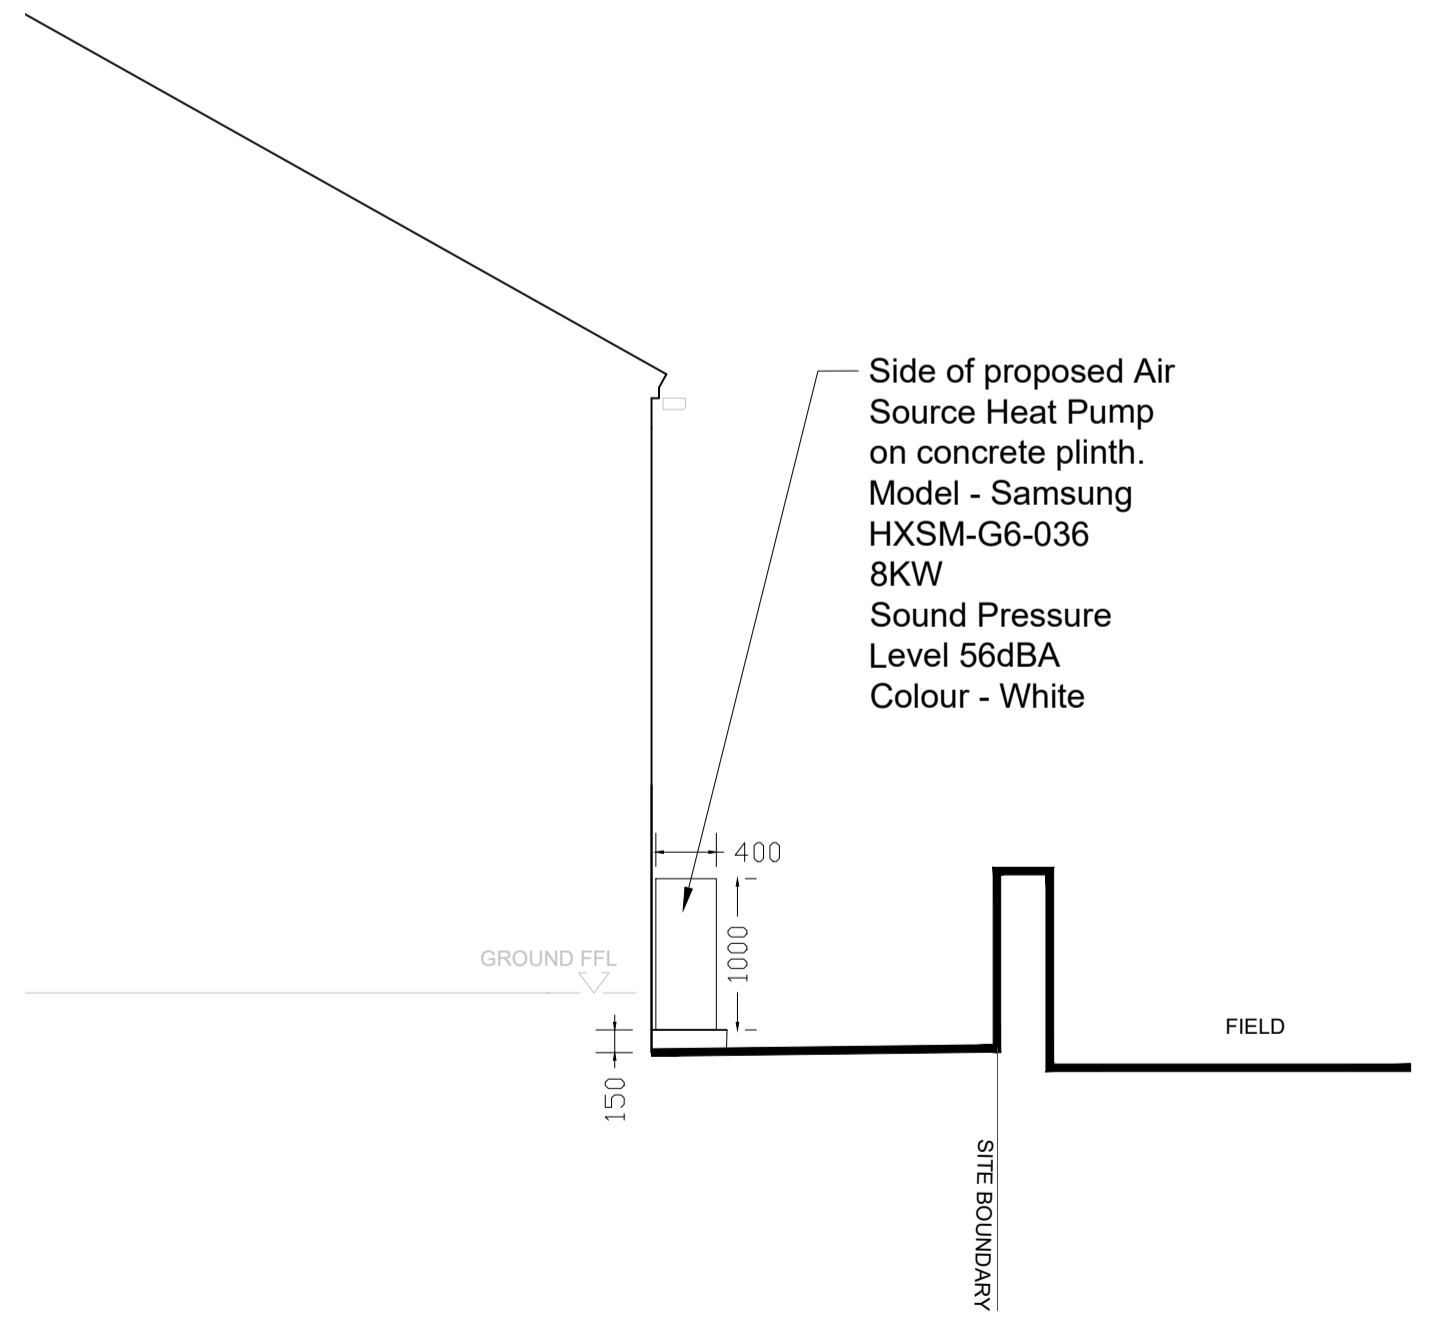 Side of proposed Air
Source Heat Pump
on concrete plinth.
Model - Samsung
HXSM-G6-036
8KW
Sound Pressure
Level 56dBA
Colour - White
400
1000
GROUND FFL
150
FIELD
SITE BOUNDARY